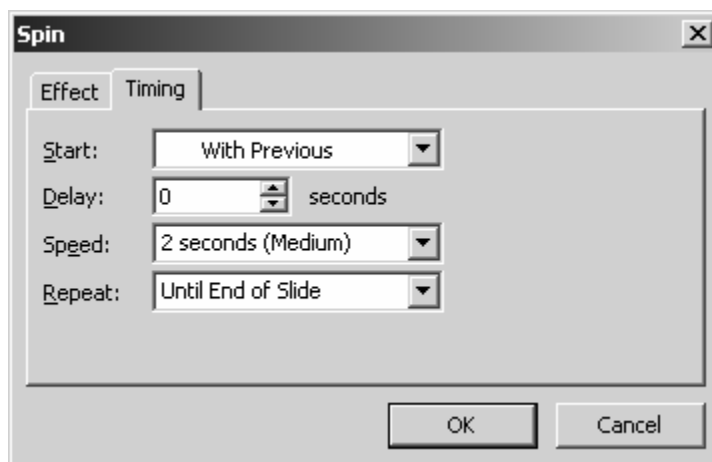 Spin
Effect Timing
Start: With Previous
Delay: 0 seconds
Speed: 2 seconds (Medium)
Repeat: Until End of Slide
OK Cancel